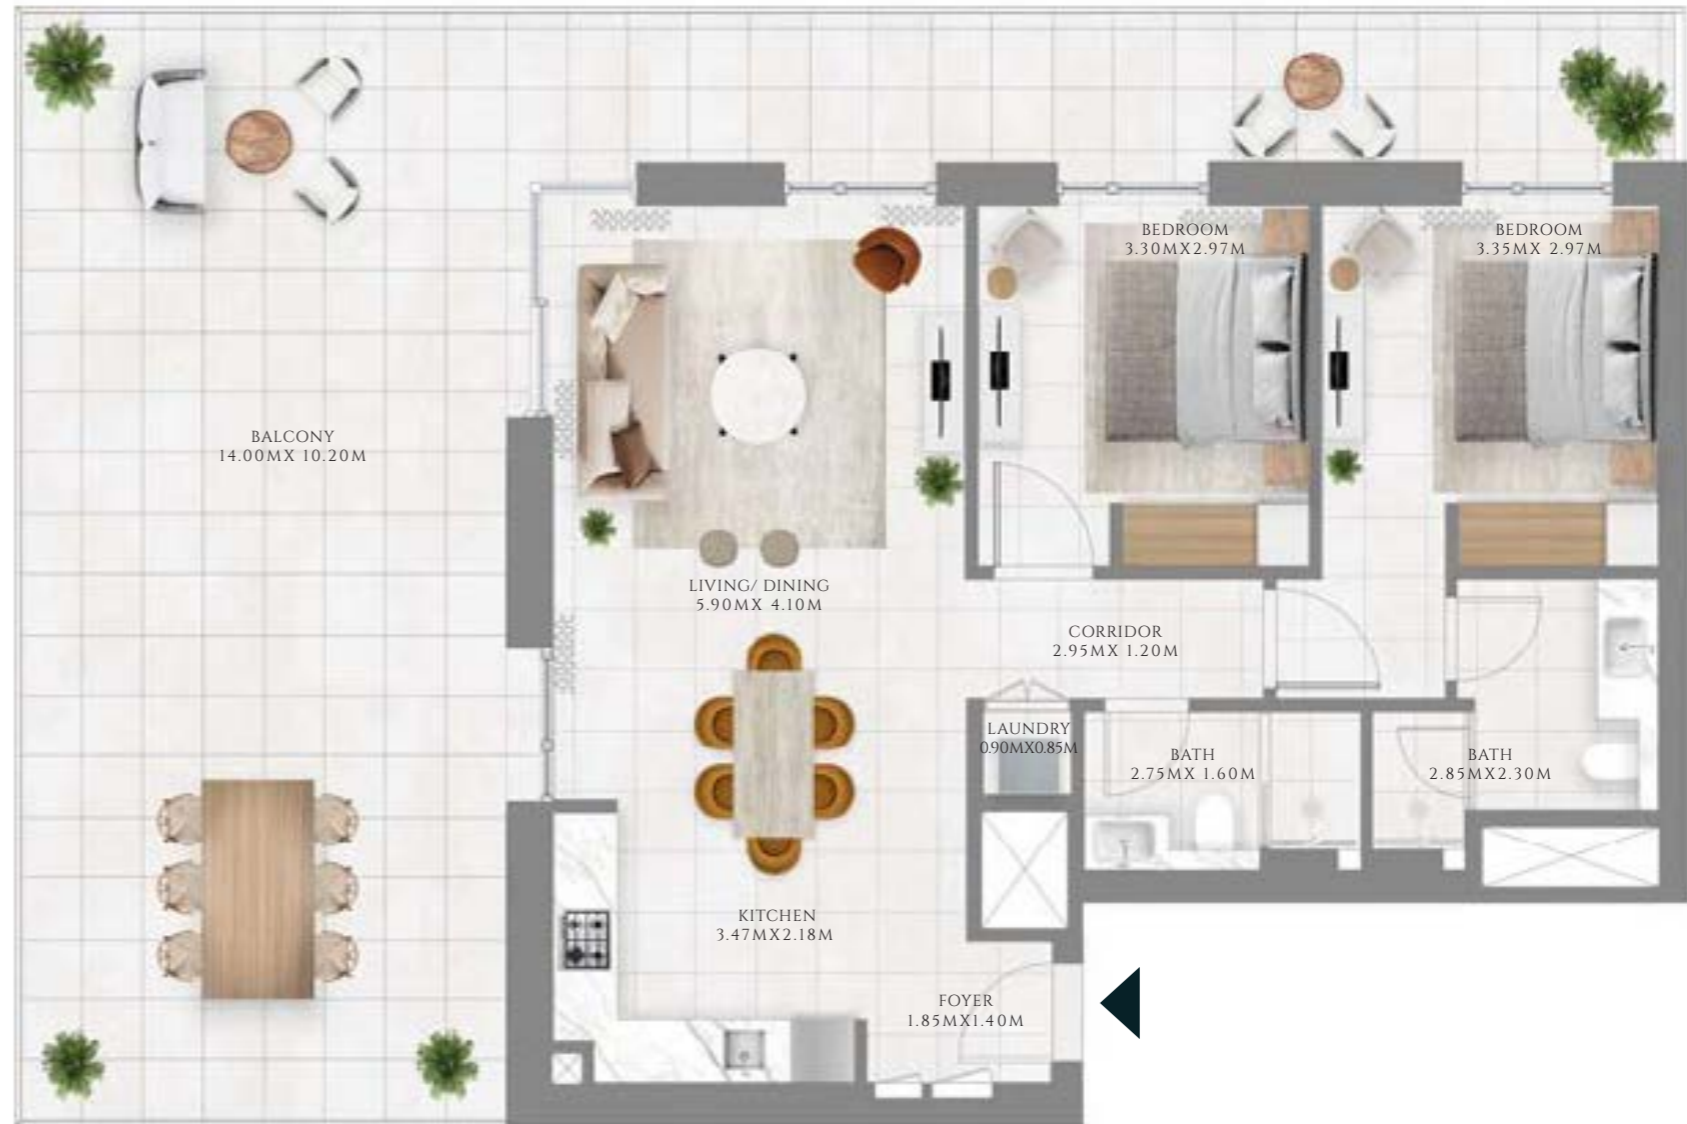 BEDROOM
3.30MX2.97M
BEDROOM
3.35MX 2.97M
BALCONY
14.00MX 10.20M
LIVING/ DINING
5.90MX 4.10M
CORRIDOR
2.95MX 1.20M
LAUNDRY
0.90MX0.85M
BATH
2.75MX 1.60M
BATH
2.85MX2.30M
KITCHEN
3.47MX2.18M
FOYER
1.85MX1.40M